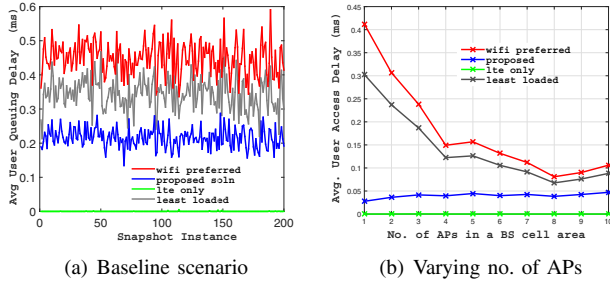 Avg User Queuing Delay (ms)
0.6
0.5
0.4
0.3
0.2
0.1
0
wifi preferred
proposed soln
lte only
least loaded
0 50 100 150 200
Snapshot Instance
(a) Baseline scenario
Avg. User Access Delay (ms)
0.45
0.4
0.35
0.3
0.25
0.2
0.15
0.1
0.05
0
wifi preferred
proposed
lte only
least loaded
1 2 3 4 5 6 7 8 9 10
No. of APs in a BS cell area
(b) Varying no. of APs